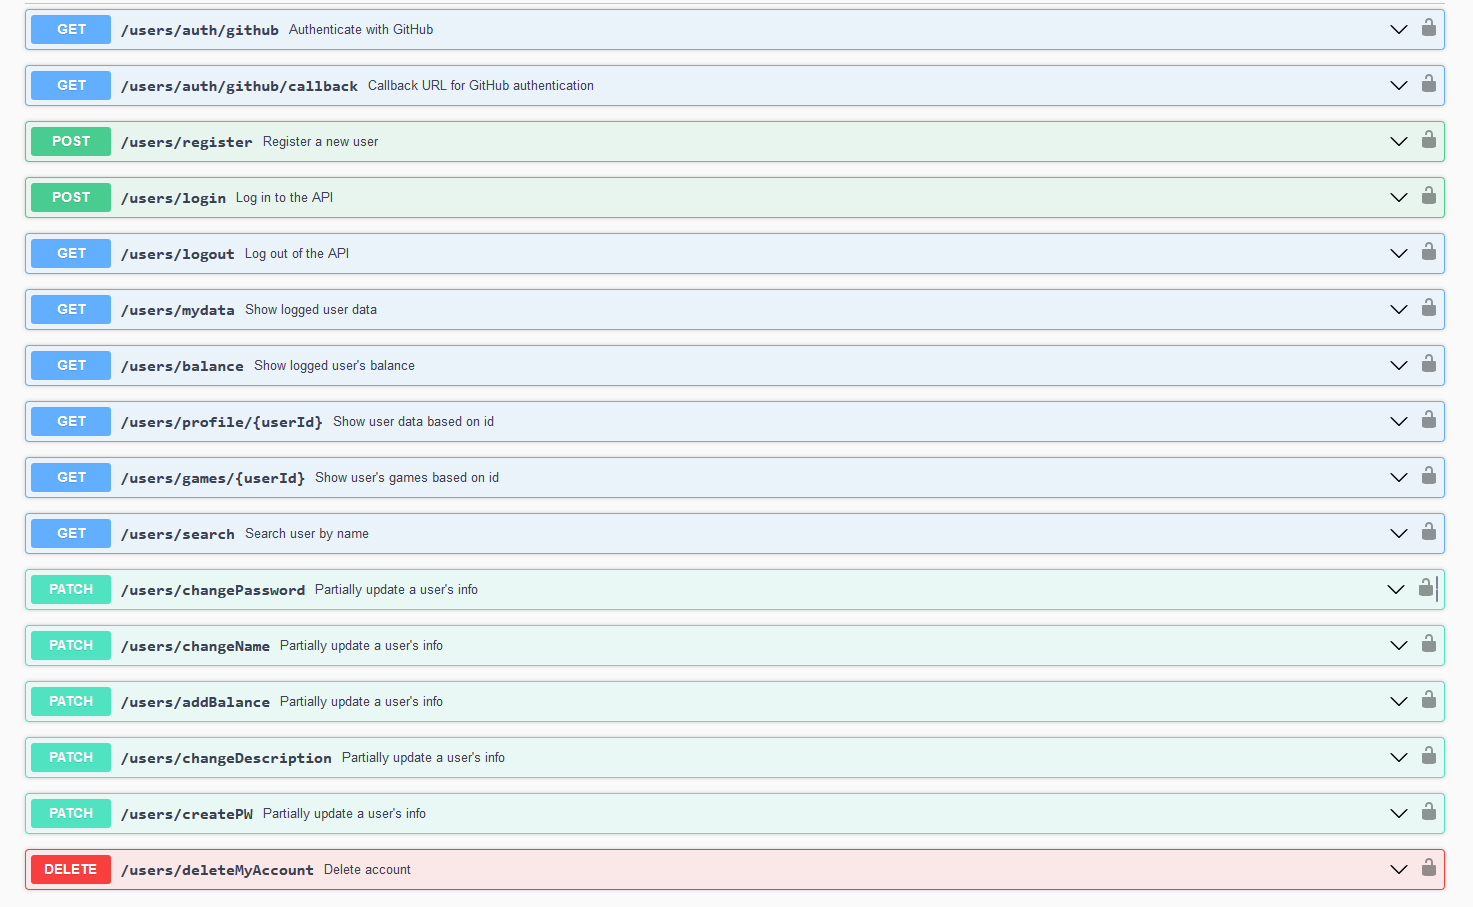 GET /users/auth/github Authenticate with GitHub
GET /users/auth/github/callback Callback URL for GitHub authentication
POST /users/register Register a new user
POST /users/login Log in to the API
GET /users/logout Log out of the API
GET /users/mydata Show logged user data
GET /users/balance Show logged user's balance
GET /users/profile/{userId} Show user data based on id
GET /users/games/{userId} Show user's games based on id
GET /users/search Search user by name
PATCH /users/changePassword Partially update a user's info
PATCH /users/changeName Partially update a user's info
PATCH /users/addBalance Partially update a user's info
PATCH /users/changeDescription Partially update a user's info
PATCH /users/createPW Partially update a user's info
DELETE /users/deleteMyAccount Delete account